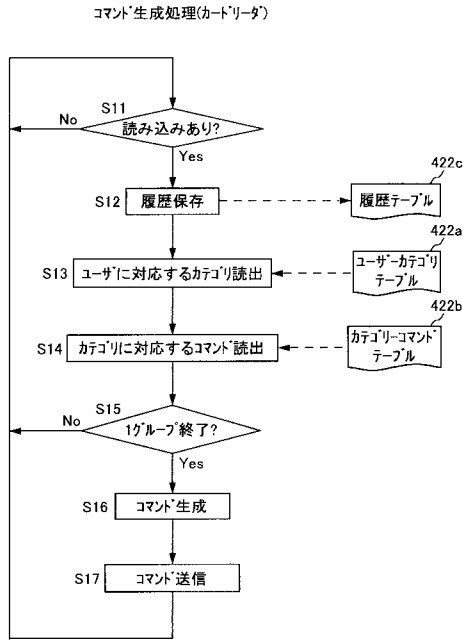 コマンド生成処理(カードリーダ)
S11
No
読み込みあり?
Yes
422c
S12
履歴保存
履歴テーブル
422a
S13
ユーザに対応するカテゴリ読出
ユーザーカテゴリ
テーブル
422b
S14
カテゴリに対応するコマンド読出
カテゴリーコマンド
テーブル
S15
No
1グループ終了?
Yes
S16
コマンド生成
S17
コマンド送信